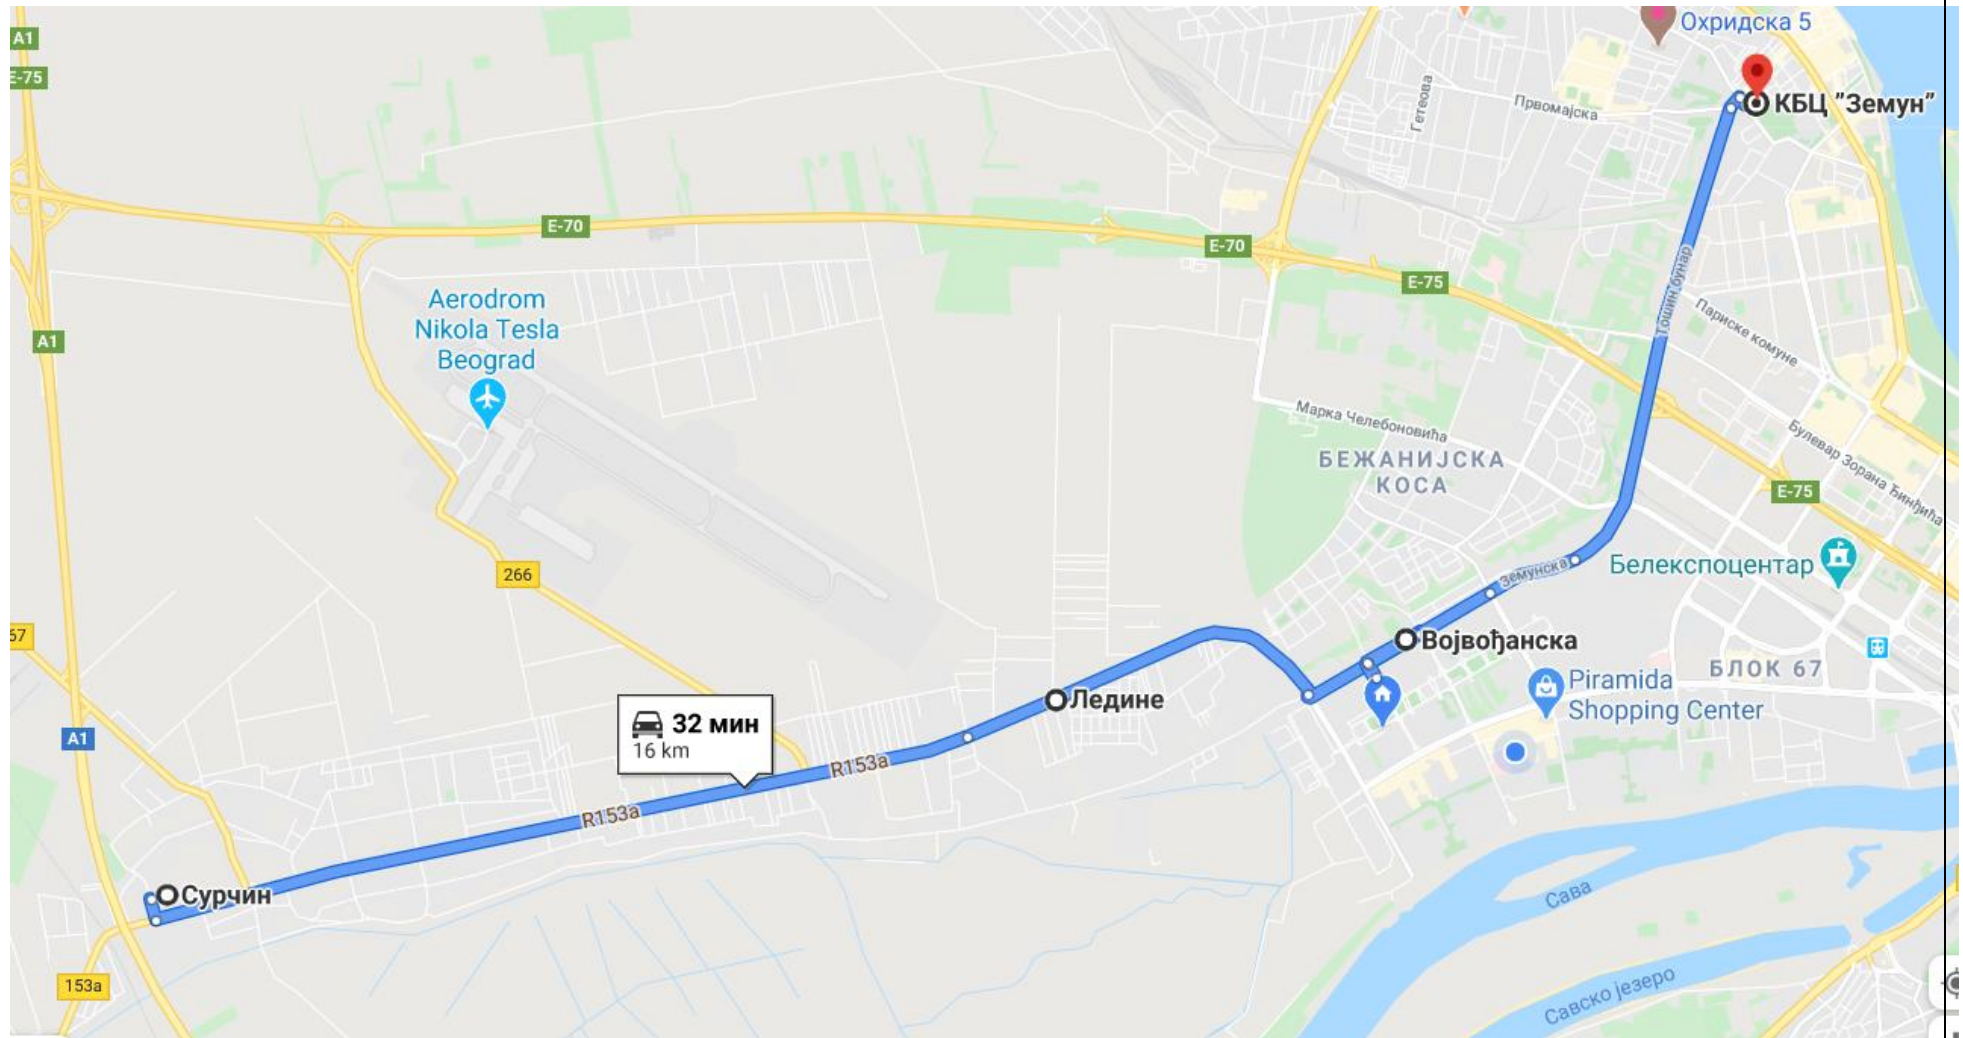 A1
Охридска 5
E-75
КБЦ "Земун"
Гетеова
Првомајска
E-70
E-70
E-75
Тошин бунар
Aerodrom
Nikola Tesla
Beograd
A1
Париске комуне
Марка Челебоновића
БЕЖАНИЈСКА
КОСА
Булевар Зорана Ђинђића
E-75
266
Земунска
Белекспоцентар
67
Војвођанска
БЛОК 67
Ледине
Piramida
Shopping Center
32 мин
16 km
A1
R153a
R153a
Сурчин
Сава
153a
Савско језеро